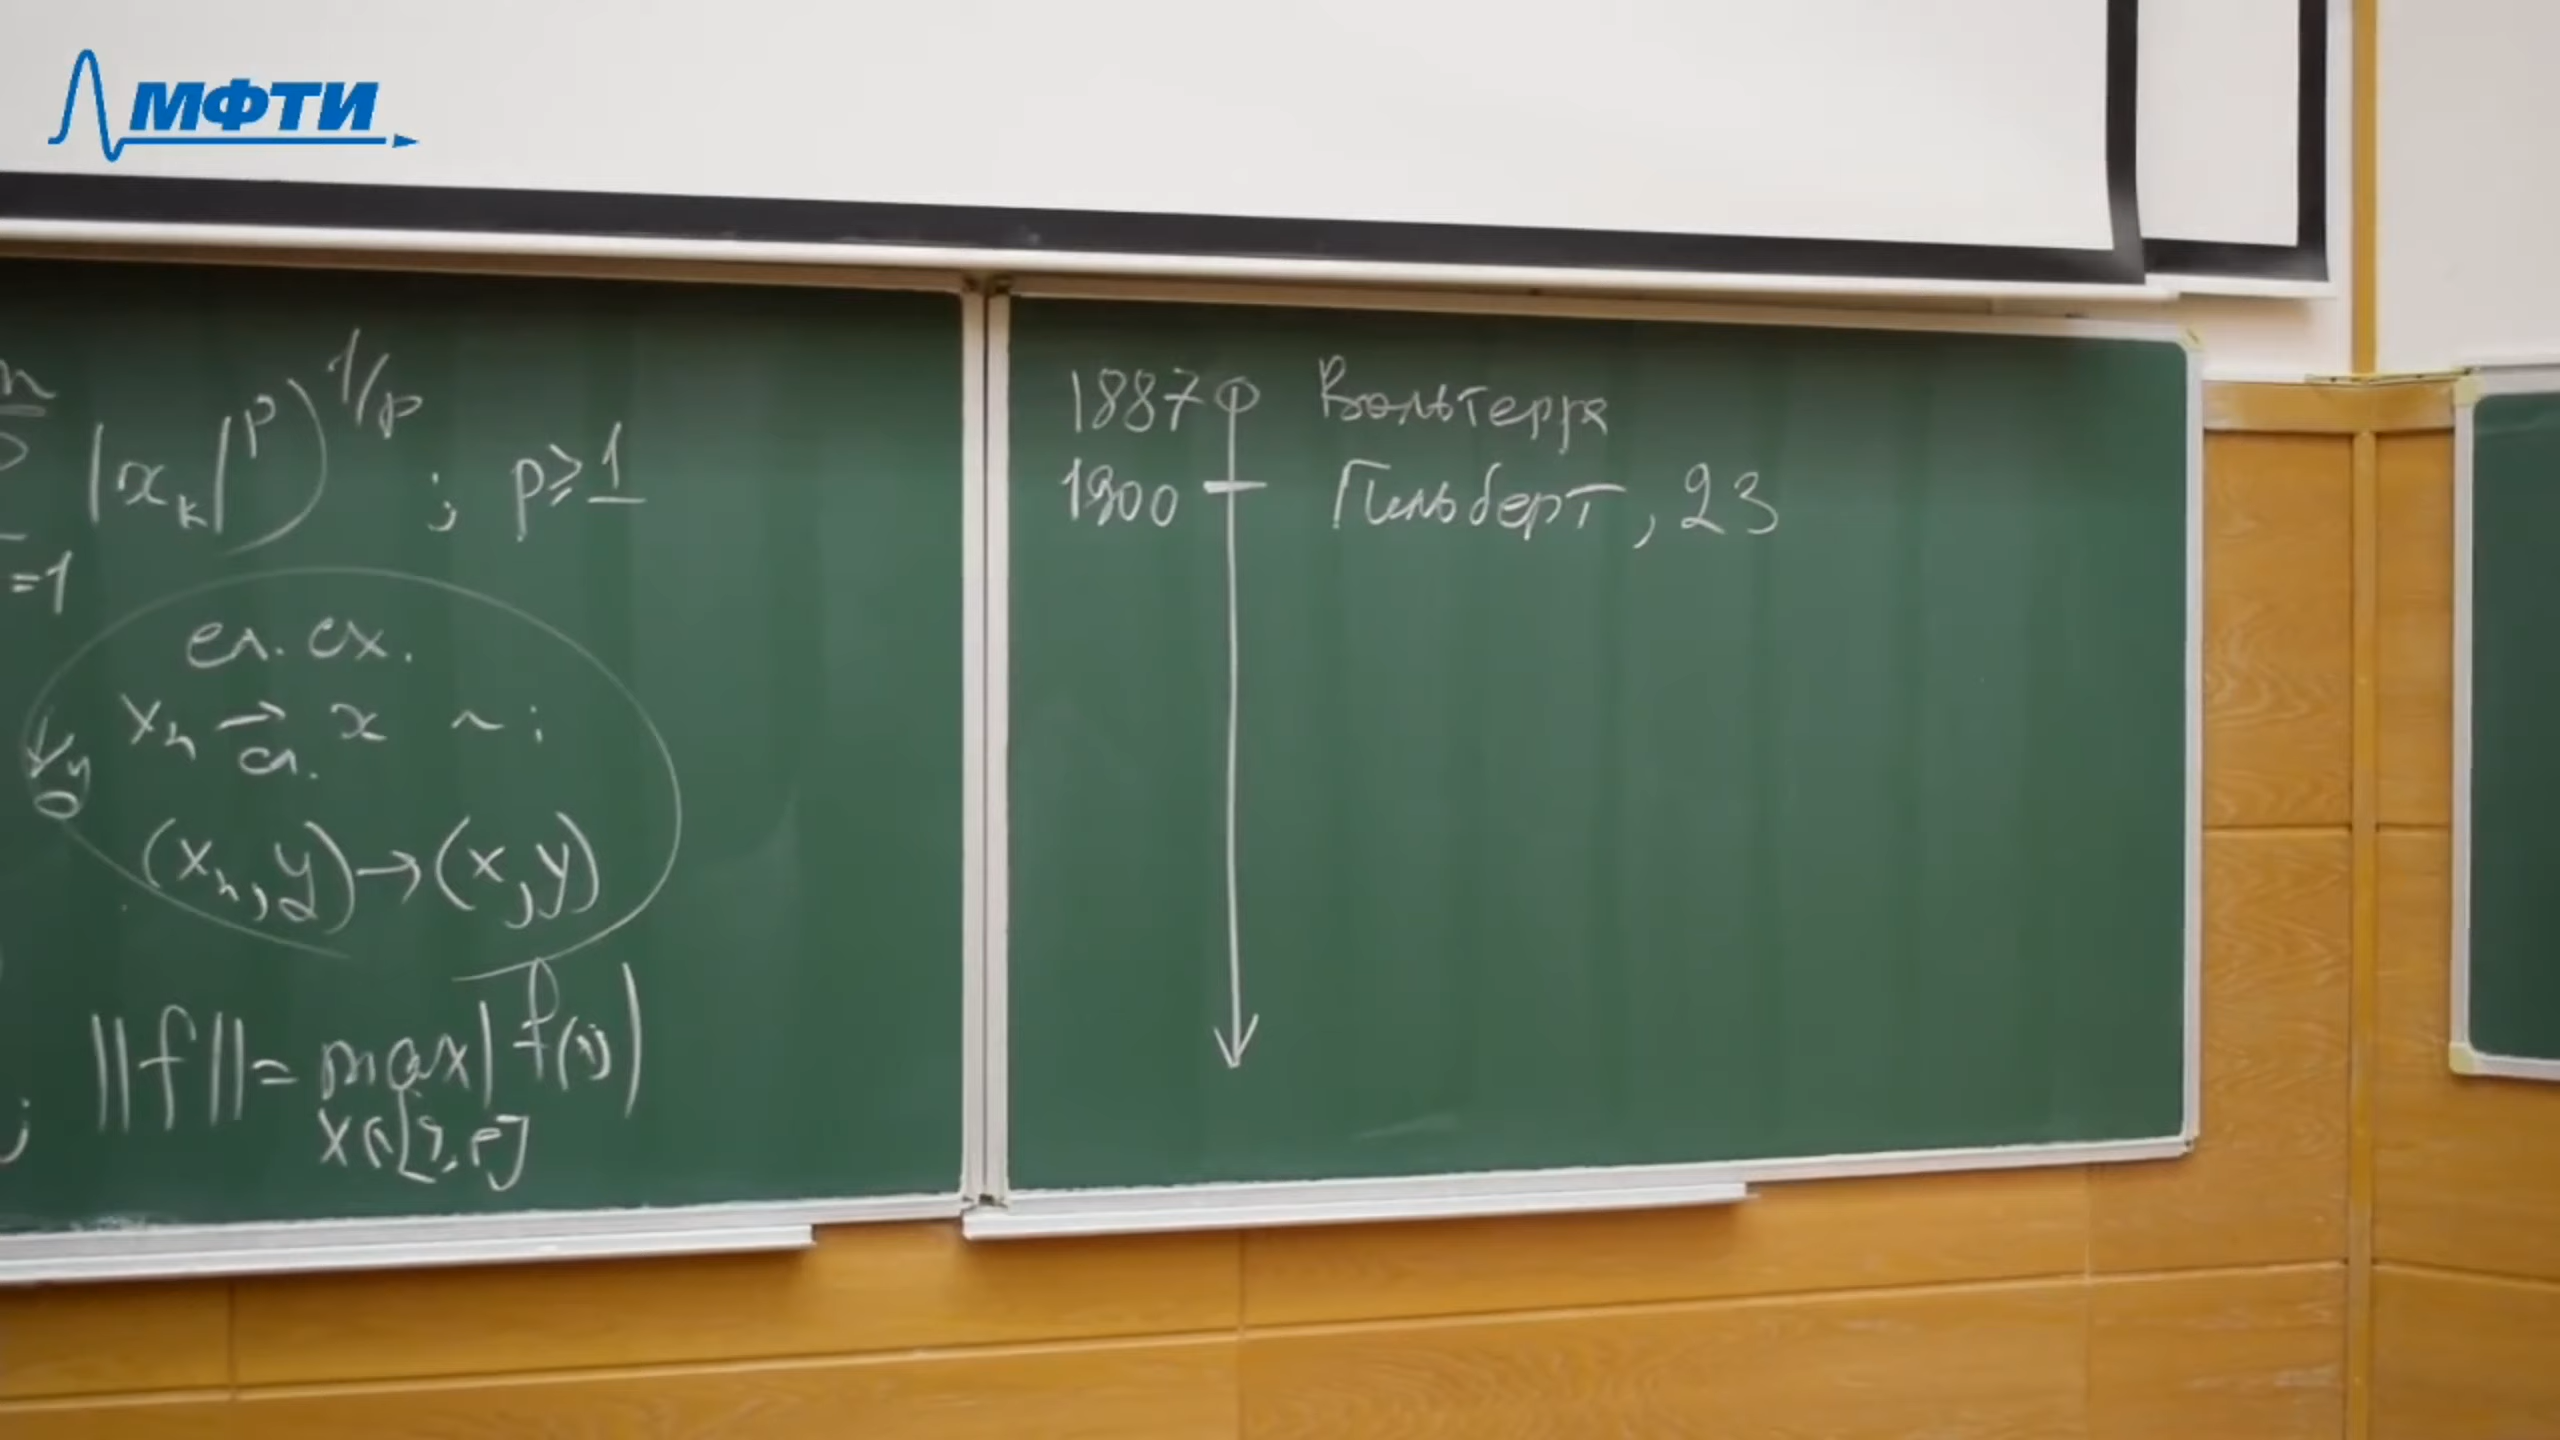 МФТИ
n
|x_k|^p)^{1/p} ; p ≥ 1
=1
сл. сх.
x_n → x ~ :
сл.
∀y
(x_n, y) → (x, y)
; ||f|| = max |f(x)|
1887 Вольтерра
1900 Гильберт, 23